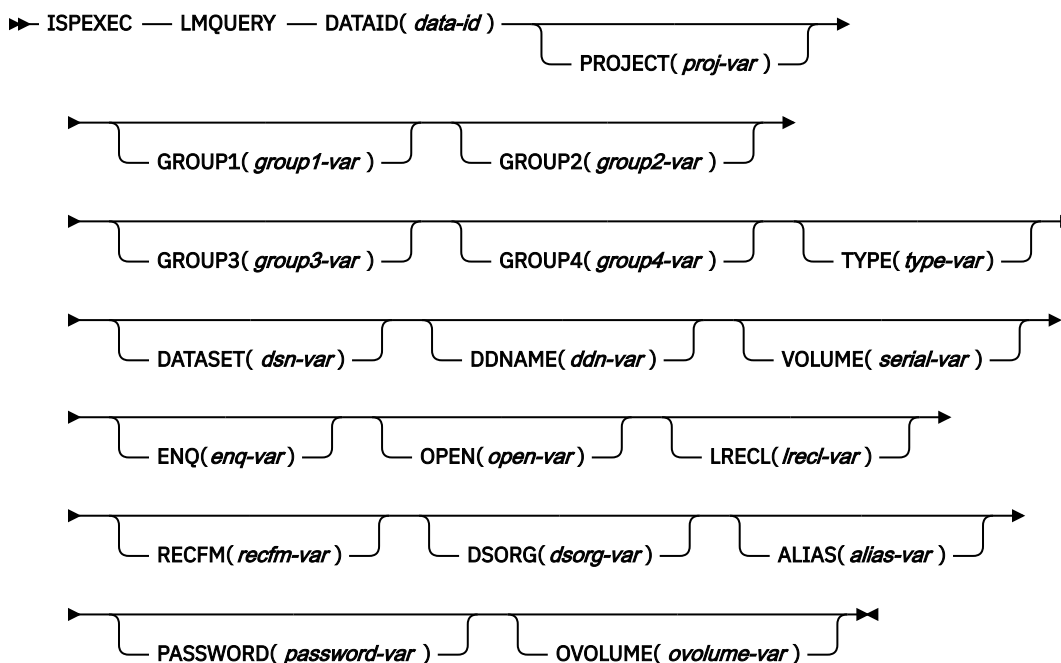 ISPEXEC LMQUERY DATAID( data-id )
PROJECT( proj-var )
GROUP1( group1-var ) GROUP2( group2-var )
GROUP3( group3-var ) GROUP4( group4-var ) TYPE( type-var )
DATASET( dsn-var ) DDNAME( ddn-var ) VOLUME( serial-var )
ENQ( enq-var ) OPEN( open-var ) LRECL( lrecl-var )
RECFM( recfm-var ) DSORG( dsorg-var ) ALIAS( alias-var )
PASSWORD( password-var ) OVOLUME( ovolume-var )